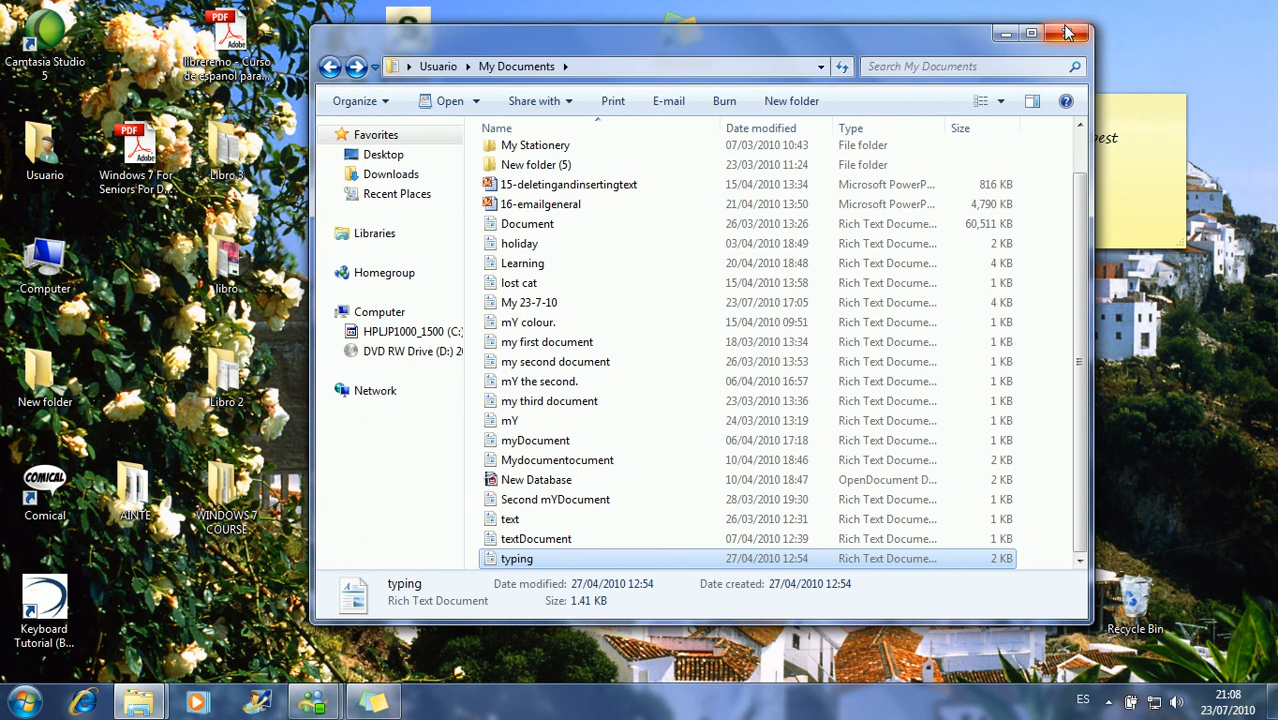 Camtasia Studio
5
libreremo - Curso
de espanol para...
Usuario
Windows 7 For
Seniors For D...
Libro 3
Computer
libro
New folder
Libro 2
COMICAL
Comical
AINTE
WINDOWS 7
COURSE
Keyboard
Tutorial (B...
PDF
Adobe
PDF
Adobe
Usuario My Documents
Search My Documents
Organize Open Share with Print E-mail Burn New folder
Favorites
Desktop
Downloads
Recent Places
Libraries
Homegroup
Computer
HPLJP1000_1500 (C:)
DVD RW Drive (D:) 20
Network
Name Date modified Type Size
My Stationery 07/03/2010 10:43 File folder
New folder (5) 23/03/2010 11:24 File folder
15-deletingandinsertingtext 15/04/2010 13:34 Microsoft PowerP... 816 KB
16-emailgeneral 21/04/2010 13:50 Microsoft PowerP... 4,790 KB
Document 26/03/2010 13:26 Rich Text Docume... 60,511 KB
holiday 03/04/2010 18:49 Rich Text Docume... 2 KB
Learning 20/04/2010 18:48 Rich Text Docume... 4 KB
lost cat 15/04/2010 13:58 Rich Text Docume... 2 KB
My 23-7-10 23/07/2010 17:05 Rich Text Docume... 4 KB
mY colour. 15/04/2010 09:51 Rich Text Docume... 1 KB
my first document 18/03/2010 13:34 Rich Text Docume... 1 KB
my second document 26/03/2010 13:53 Rich Text Docume... 1 KB
mY the second. 06/04/2010 16:57 Rich Text Docume... 1 KB
my third document 23/03/2010 13:36 Rich Text Docume... 1 KB
mY 24/03/2010 13:19 Rich Text Docume... 1 KB
myDocument 06/04/2010 17:18 Rich Text Docume... 1 KB
Mydocumentocument 10/04/2010 18:46 Rich Text Docume... 2 KB
New Database 10/04/2010 18:47 OpenDocument D... 2 KB
Second mYDocument 28/03/2010 19:30 Rich Text Docume... 1 KB
text 26/03/2010 12:31 Rich Text Docume... 1 KB
textDocument 07/04/2010 12:39 Rich Text Docume... 1 KB
typing 27/04/2010 12:54 Rich Text Docume... 2 KB
typing Date modified: 27/04/2010 12:54 Date created: 27/04/2010 12:54
Rich Text Document Size: 1.41 KB
Recycle Bin
ES
21:08
23/07/2010